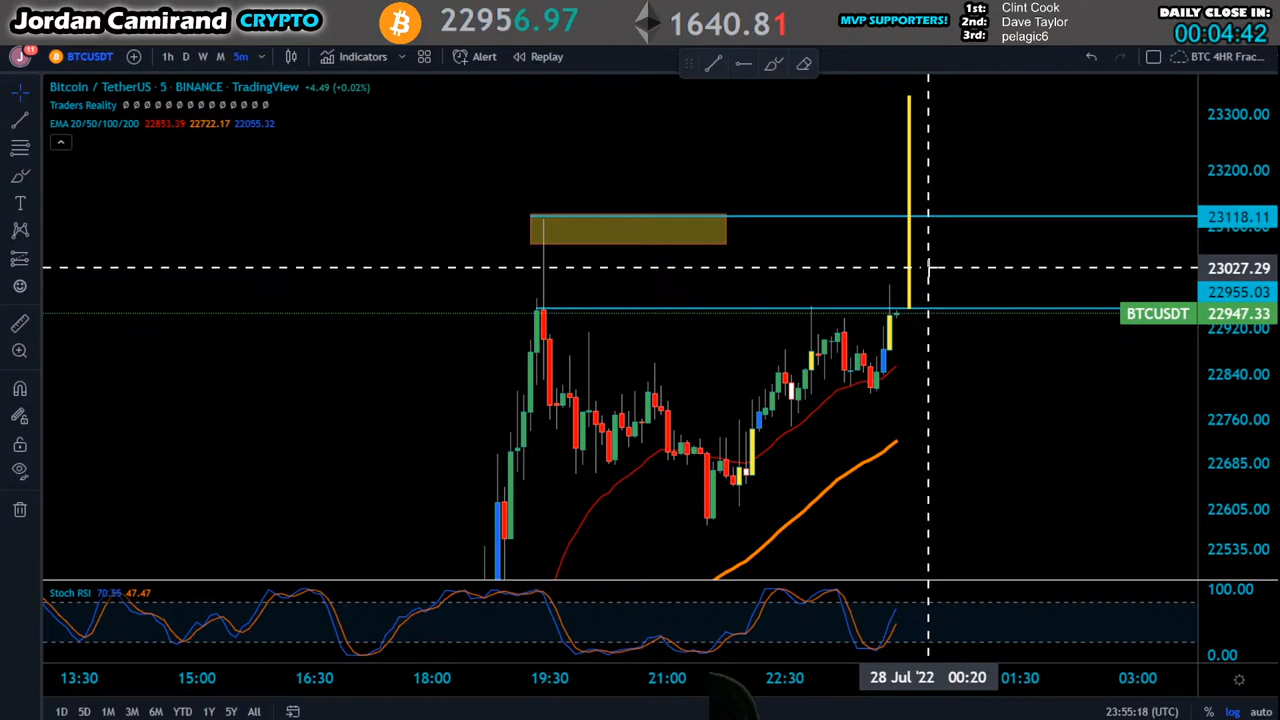 Jordan Camirand CRYPTO
22956.97
1640.81
MVP SUPPORTERS!
1st: Clint Cook
2nd: Dave Taylor
3rd: pelagic6
DAILY CLOSE IN:
00:04:42
J 11 BTCUSDT 1h D W M 5m Indicators Alert Replay BTC 4HR Frac...
Bitcoin / TetherUS · 5 · BINANCE · TradingView +4.49 (+0.02%)
Traders Reality Ø Ø Ø Ø Ø Ø Ø Ø Ø Ø Ø Ø Ø Ø
EMA 20/50/100/200 22853.39 22722.17 22055.32
23300.00
23200.00
23118.11
23027.29
22955.03
BTCUSDT 22947.33
22920.00
22840.00
22760.00
22685.00
22605.00
22535.00
Stoch RSI 47.47
100.00
0.00
13:30 15:00 16:30 18:00 19:30 21:00 22:30 28 Jul '22 00:20 01:30 03:00
1D 5D 1M 3M 6M YTD 1Y 5Y All 23:55:18 (UTC) % log auto